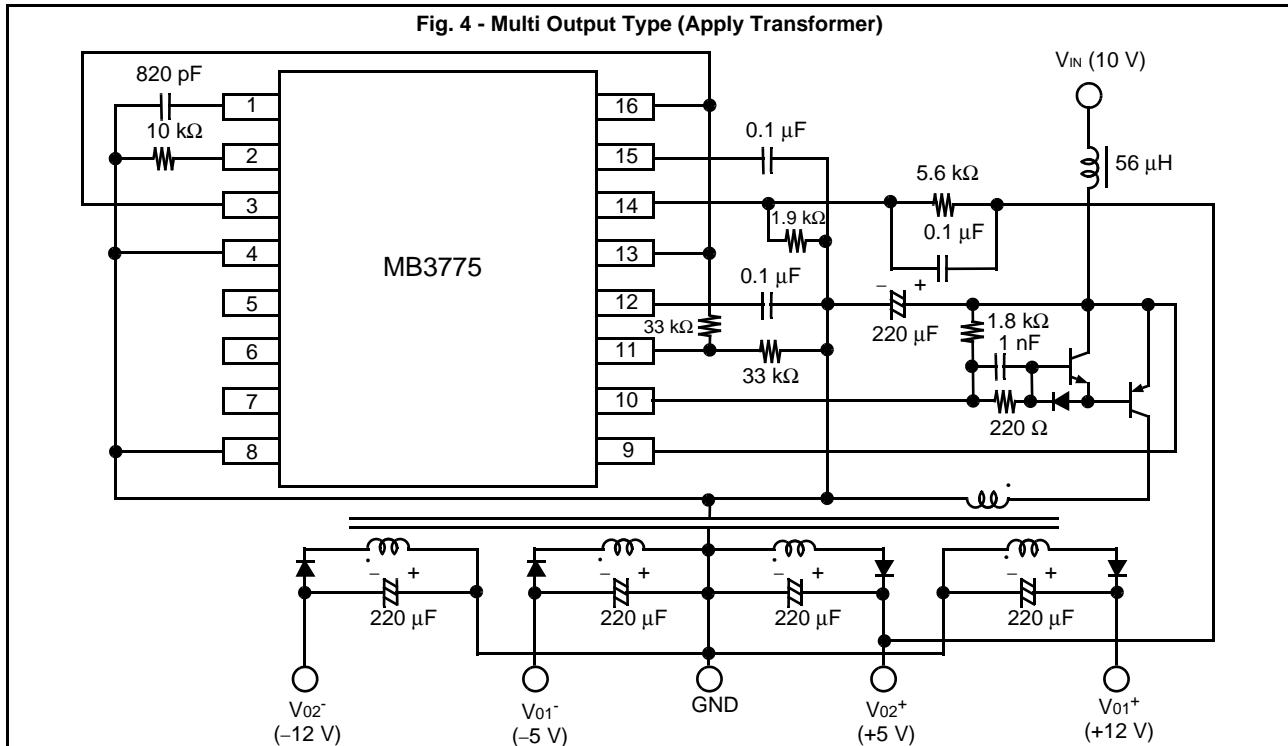 Fig. 4 - Multi Output Type (Apply Transformer)
VIN (10 V)
820 pF
1
16
10 kΩ
0.1 µF
2
15
56 µH
5.6 kΩ
3
14
1.9 kΩ
0.1 µF
4
13
MB3775
0.1 µF
5
12
− +
33 kΩ
220 µF
1.8 kΩ
1 nF
6
11
33 kΩ
7
10
220 Ω
8
9
− +
220 µF
− +
220 µF
− +
220 µF
− +
220 µF
V02-
(−12 V)
V01-
(−5 V)
GND
V02+
(+5 V)
V01+
(+12 V)